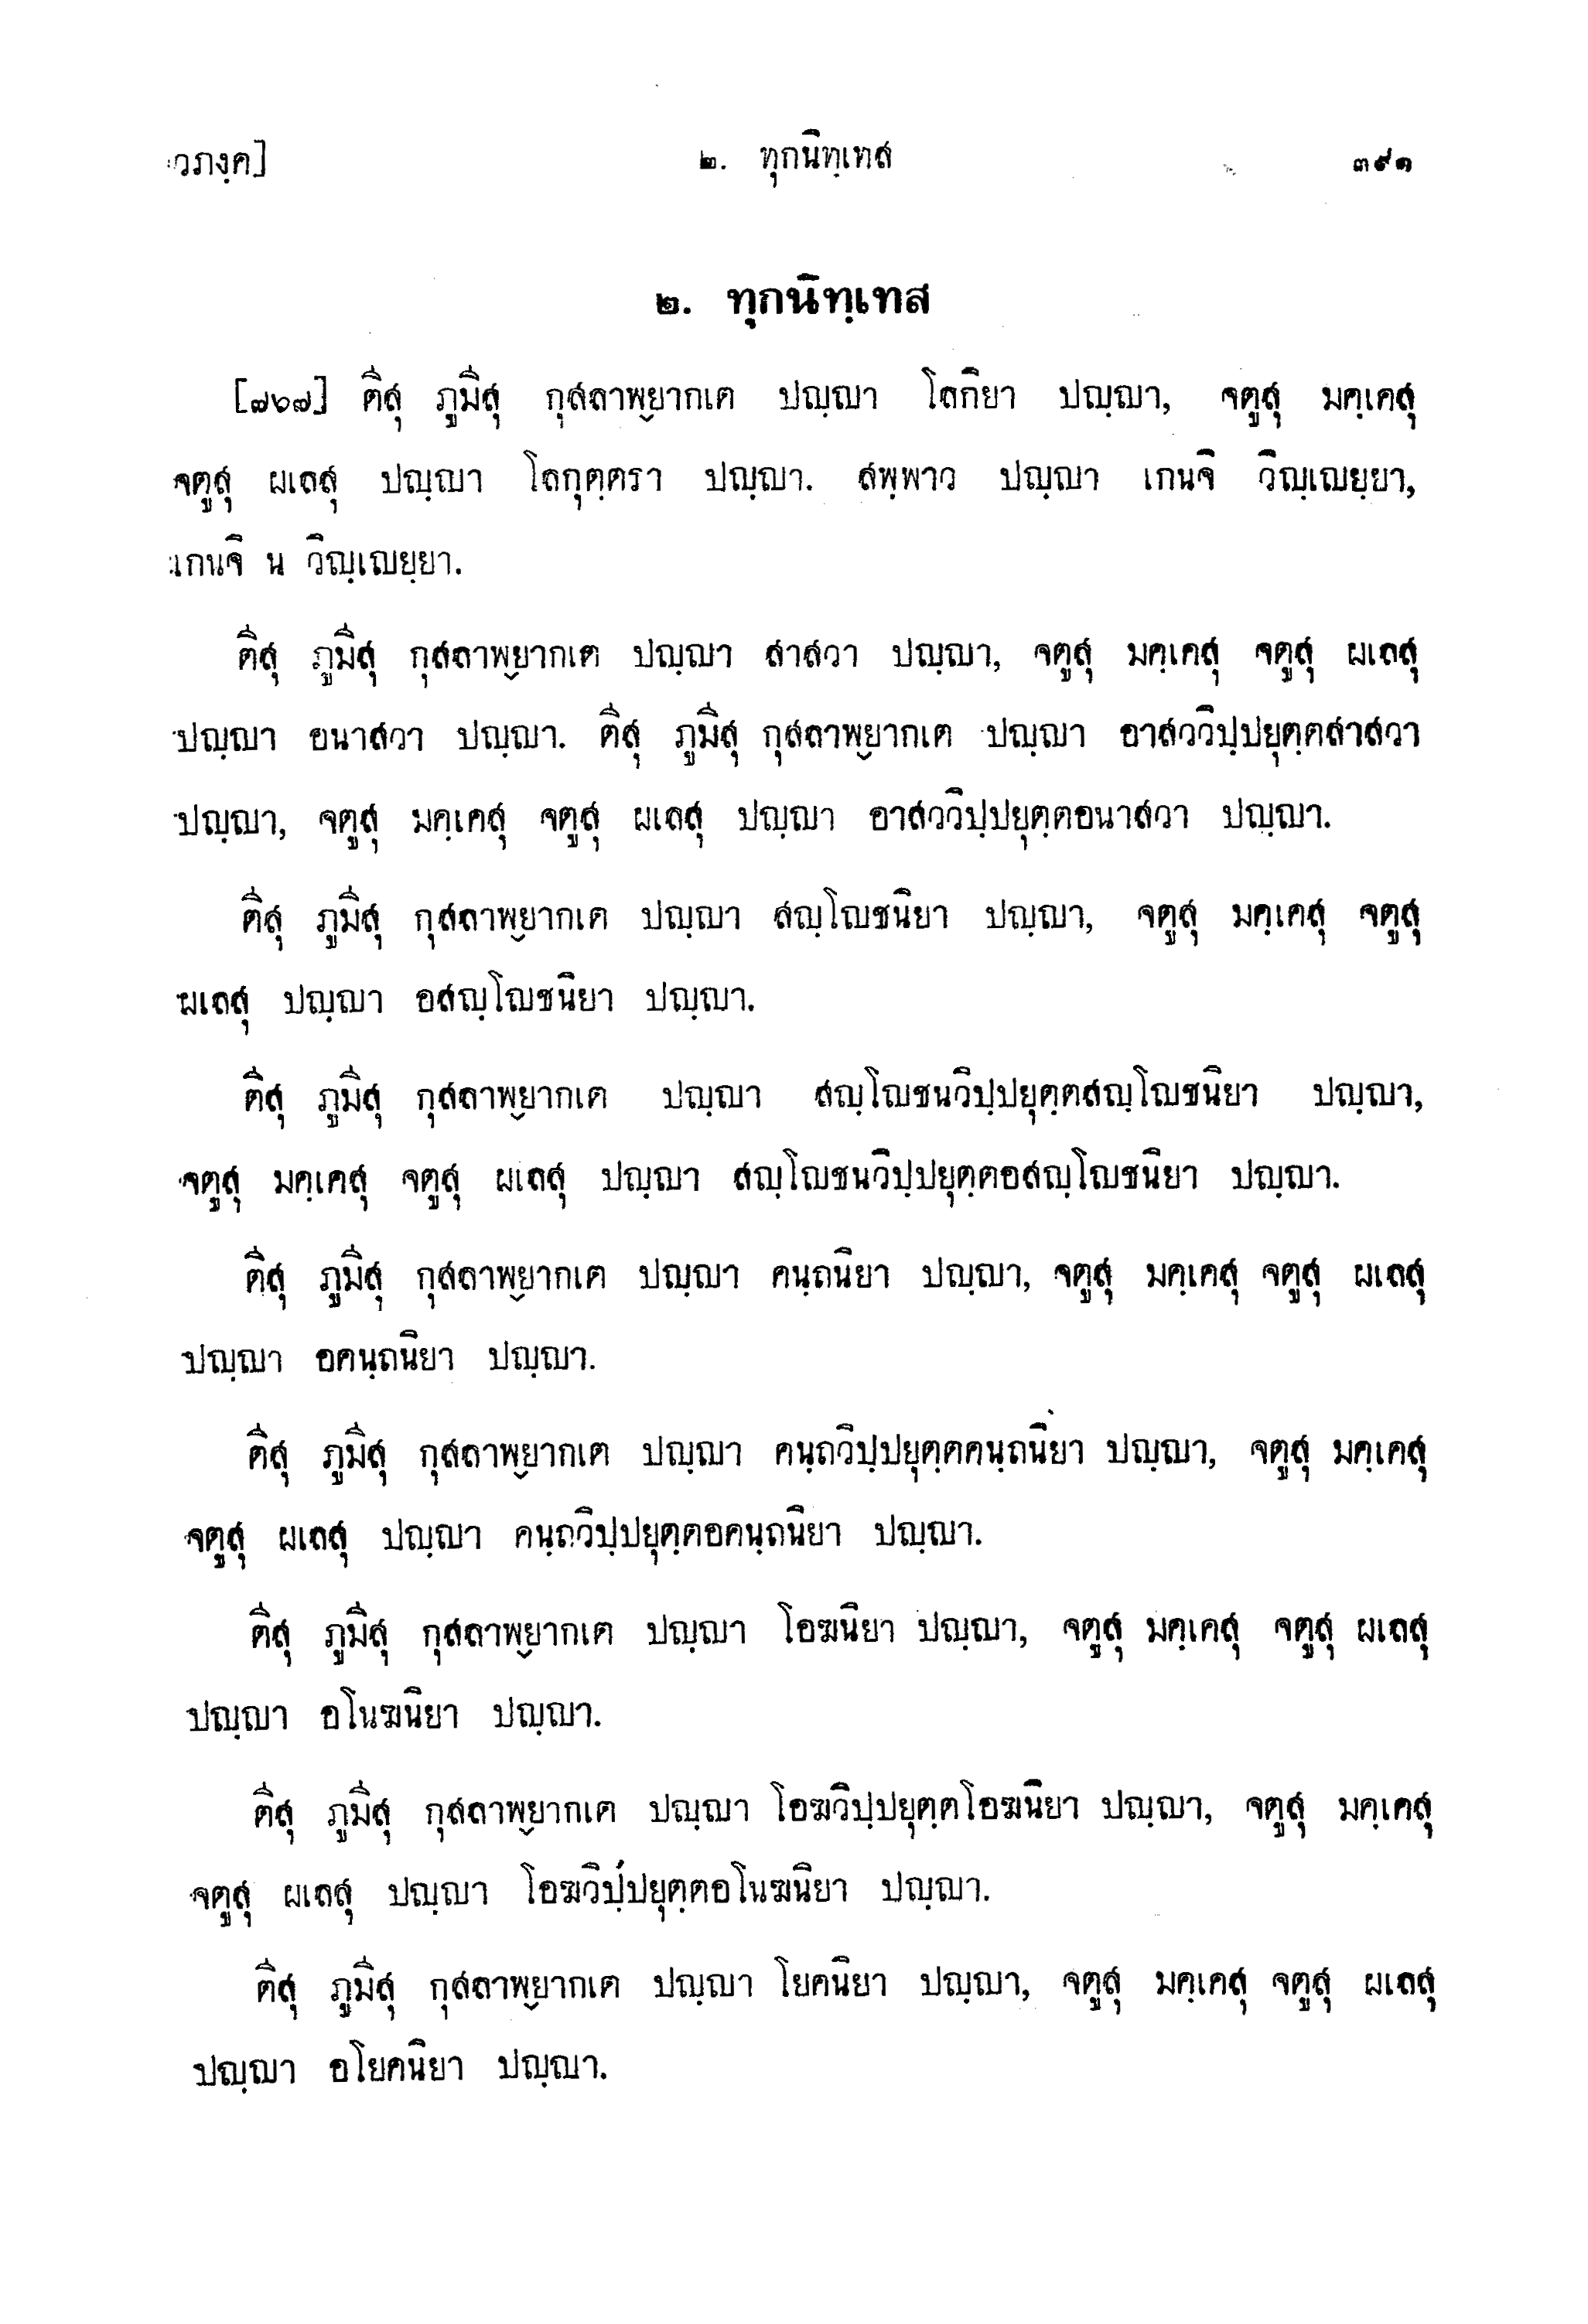 วิภงฺค] ๒. ทุกนิทฺเทส ๓๙๑
๒. ทุกนิทฺเทส
[๗๖๗] ตีสุ ภูมีสุ กุสลาพฺยากเต ปญฺญา โลกิยา ปญฺญา, จตูสุ มคฺเคสุ
จตูสุ ผเลสุ ปญฺญา โลกุตฺตรา ปญฺญา. สพฺพาว ปญฺญา เกนจิ วิญฺเญยฺยา,
เกนจิ น วิญฺเญยฺยา.
ตีสุ ภูมีสุ กุสลาพฺยากเต ปญฺญา สาสวา ปญฺญา, จตูสุ มคฺเคสุ จตูสุ ผเลสุ
ปญฺญา อนาสวา ปญฺญา. ตีสุ ภูมีสุ กุสลาพฺยากเต ปญฺญา อาสววิปฺปยุตฺตสาสวา
ปญฺญา, จตูสุ มคฺเคสุ จตูสุ ผเลสุ ปญฺญา อาสววิปฺปยุตฺตอนาสวา ปญฺญา.
ตีสุ ภูมีสุ กุสลาพฺยากเต ปญฺญา สญฺโญชนิยา ปญฺญา, จตูสุ มคฺเคสุ จตูสุ
ผเลสุ ปญฺญา อสญฺโญชนิยา ปญฺญา.
ตีสุ ภูมีสุ กุสลาพฺยากเต ปญฺญา สญฺโญชนวิปฺปยุตฺตสญฺโญชนิยา ปญฺญา,
จตูสุ มคฺเคสุ จตูสุ ผเลสุ ปญฺญา สญฺโญชนวิปฺปยุตฺตอสญฺโญชนิยา ปญฺญา.
ตีสุ ภูมีสุ กุสลาพฺยากเต ปญฺญา คนฺถนิยา ปญฺญา, จตูสุ มคฺเคสุ จตูสุ ผเลสุ
ปญฺญา อคนฺถนิยา ปญฺญา.
ตีสุ ภูมีสุ กุสลาพฺยากเต ปญฺญา คนฺถวิปฺปยุตฺตคนฺถนิยา ปญฺญา, จตูสุ มคฺเคสุ
จตูสุ ผเลสุ ปญฺญา คนฺถวิปฺปยุตฺตอคนฺถนิยา ปญฺญา.
ตีสุ ภูมีสุ กุสลาพฺยากเต ปญฺญา โอฆนิยา ปญฺญา, จตูสุ มคฺเคสุ จตูสุ ผเลสุ
ปญฺญา อโนฆนิยา ปญฺญา.
ตีสุ ภูมีสุ กุสลาพฺยากเต ปญฺญา โอฆวิปฺปยุตฺตโอฆนิยา ปญฺญา, จตูสุ มคฺเคสุ
จตูสุ ผเลสุ ปญฺญา โอฆวิปฺปยุตฺตอโนฆนิยา ปญฺญา.
ตีสุ ภูมีสุ กุสลาพฺยากเต ปญฺญา โยคนิยา ปญฺญา, จตูสุ มคฺเคสุ จตูสุ ผเลสุ
ปญฺญา อโยคนิยา ปญฺญา.